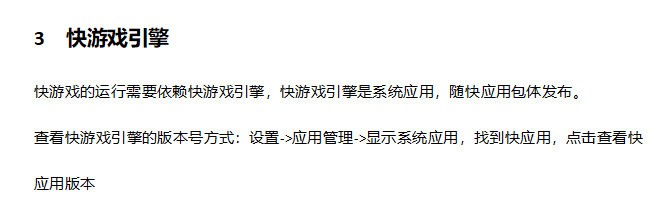 3 快游戏引擎
快游戏的运行需要依赖快游戏引擎，快游戏引擎是系统应用，随快应用包体发布。
查看快游戏引擎的版本号方式：设置->应用管理->显示系统应用，找到快应用，点击查看快
应用版本